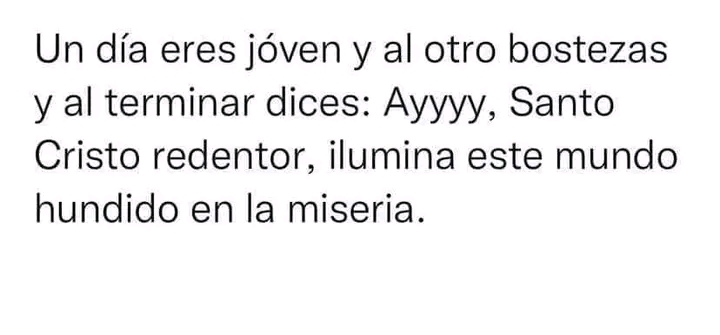 Un día eres jóven y al otro bostezas
y al terminar dices: Ayyyy, Santo
Cristo redentor, ilumina este mundo
hundido en la miseria.